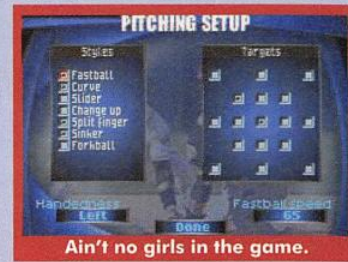 PITCHING SETUP
Styles
Targets
Fastball
Curve
Slider
Change up
Split finger
Sinker
Forkball
Handedness
Fastball speed
Left
65
Done
Ain't no girls in the game.